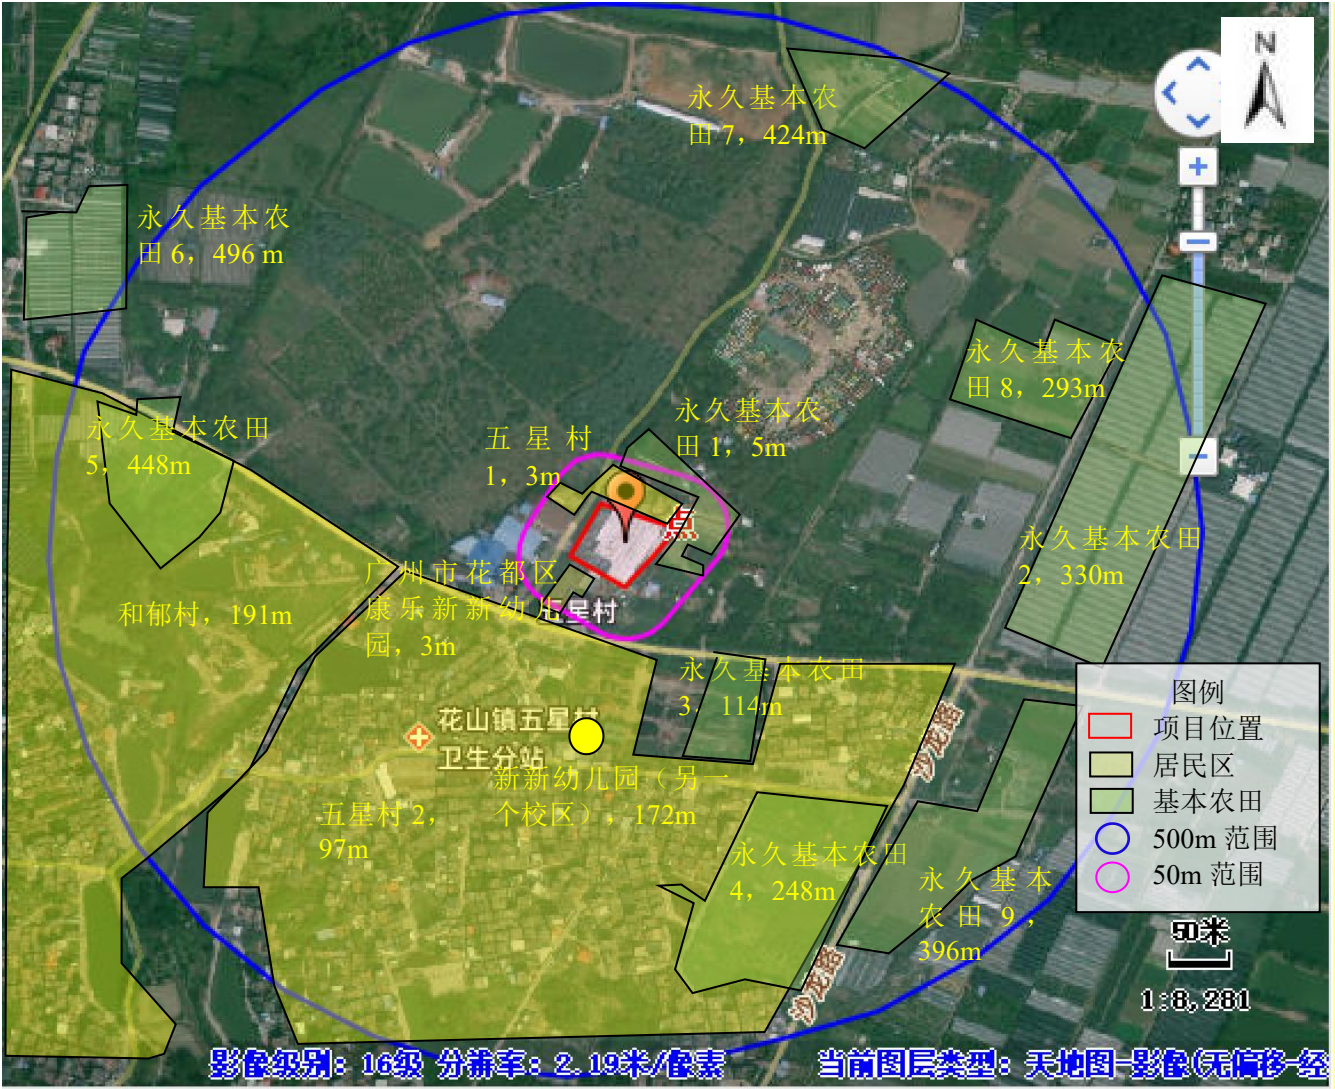 N
永久基本农
田 7，424m
永久基本农
田 6，496 m
永久基本农
田 8，293m
永久基本农
田 1，5m
五星村
1，3m
永久基本农田
5，448m
点
永久基本农田
2，330m
广州市花都区
康乐新新幼儿
园，3m
五星村
和郁村，191m
永久基本农田
3，114m
花山镇五星村
卫生分站
新新幼儿园（另一
个校区），172m
五星村 2，
97m
永久基本农田
4，248m
永久基本
农田 9，
396m
图例
项目位置
居民区
基本农田
500m 范围
50m 范围
50米
1:8,281
影像级别：16级 分辨率：2.19米/像素
当前图层类型：天地图-影像(无偏移-经